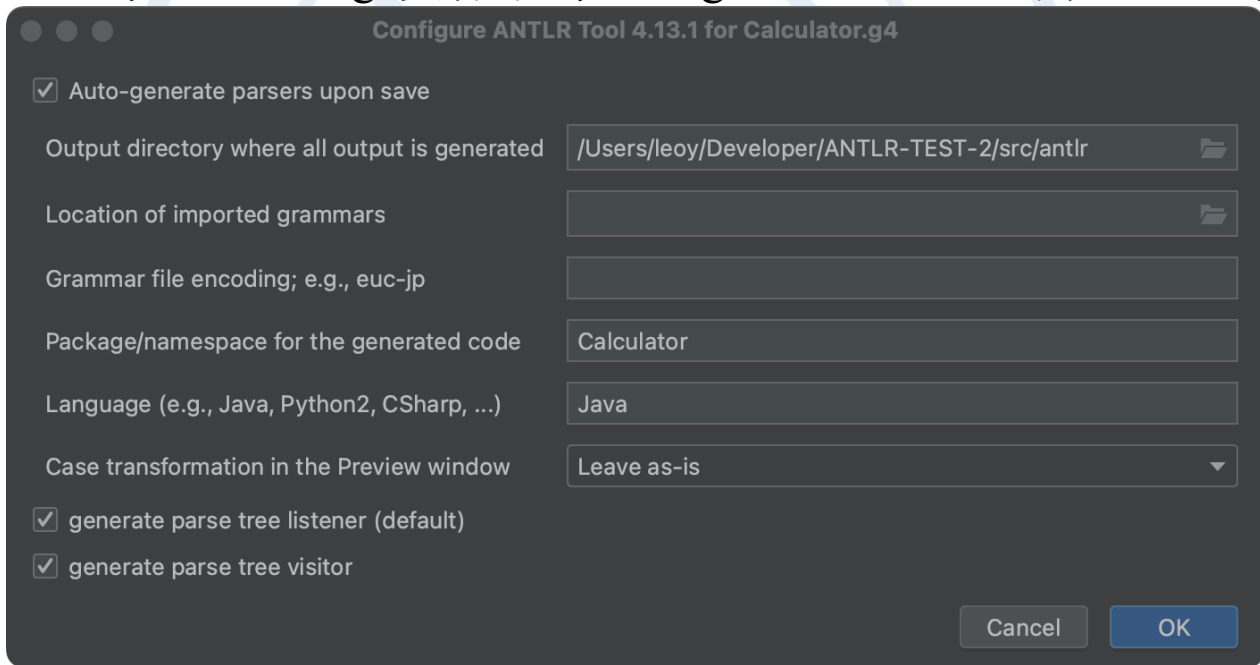 Configure ANTLR Tool 4.13.1 for Calculator.g4
Auto-generate parsers upon save
Output directory where all output is generated /Users/leoy/Developer/ANTLR-TEST-2/src/antlr
Location of imported grammars
Grammar file encoding; e.g., euc-jp
Package/namespace for the generated code Calculator
Language (e.g., Java, Python2, CSharp, ...) Java
Case transformation in the Preview window Leave as-is
generate parse tree listener (default)
generate parse tree visitor
Cancel OK